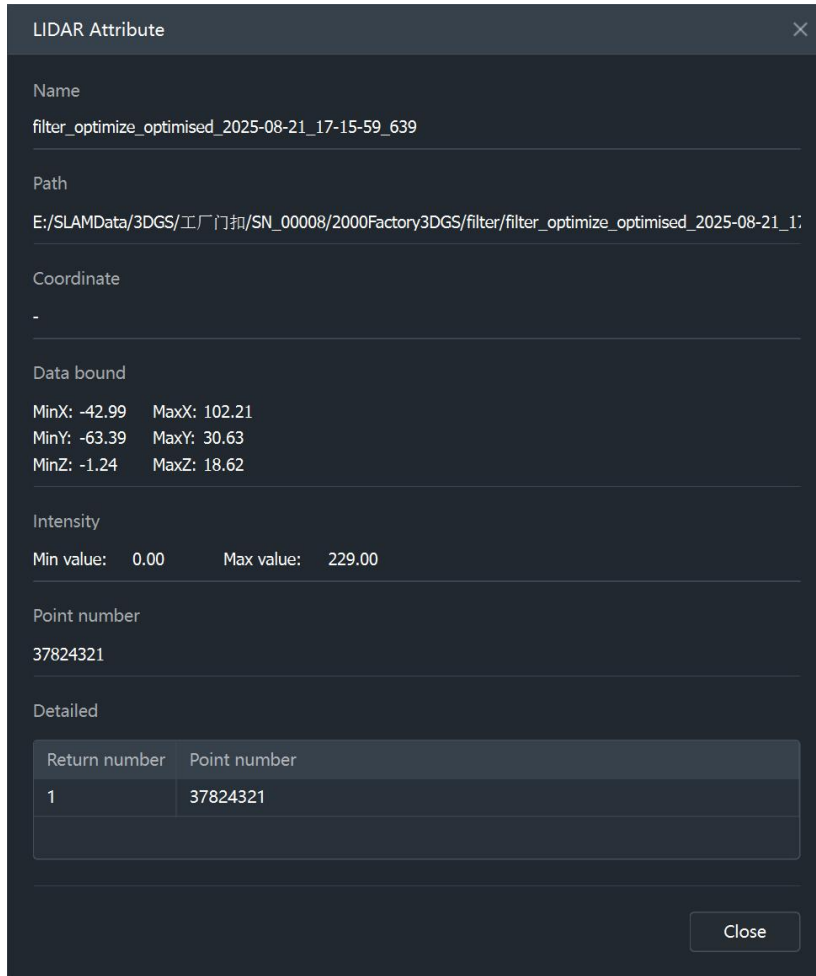 LIDAR Attribute
Name
filter_optimize_optimised_2025-08-21_17-15-59_639
Path
E:/SLAMData/3DGS/工厂门扣/SN_00008/2000Factory3DGS/filter/filter_optimize_optimised_2025-08-21_17
Coordinate
-
Data bound
MinX: -42.99 MaxX: 102.21
MinY: -63.39 MaxY: 30.63
MinZ: -1.24 MaxZ: 18.62
Intensity
Min value: 0.00 Max value: 229.00
Point number
37824321
Detailed
Return number Point number
1 37824321
Close